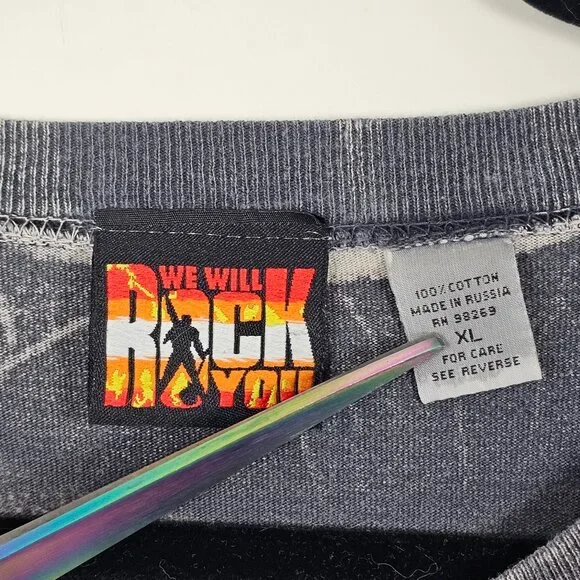 WE WILL
ROCK
YOU
100% COTTON
MADE IN RUSSIA
RN 98269
XL
FOR CARE
SEE REVERSE